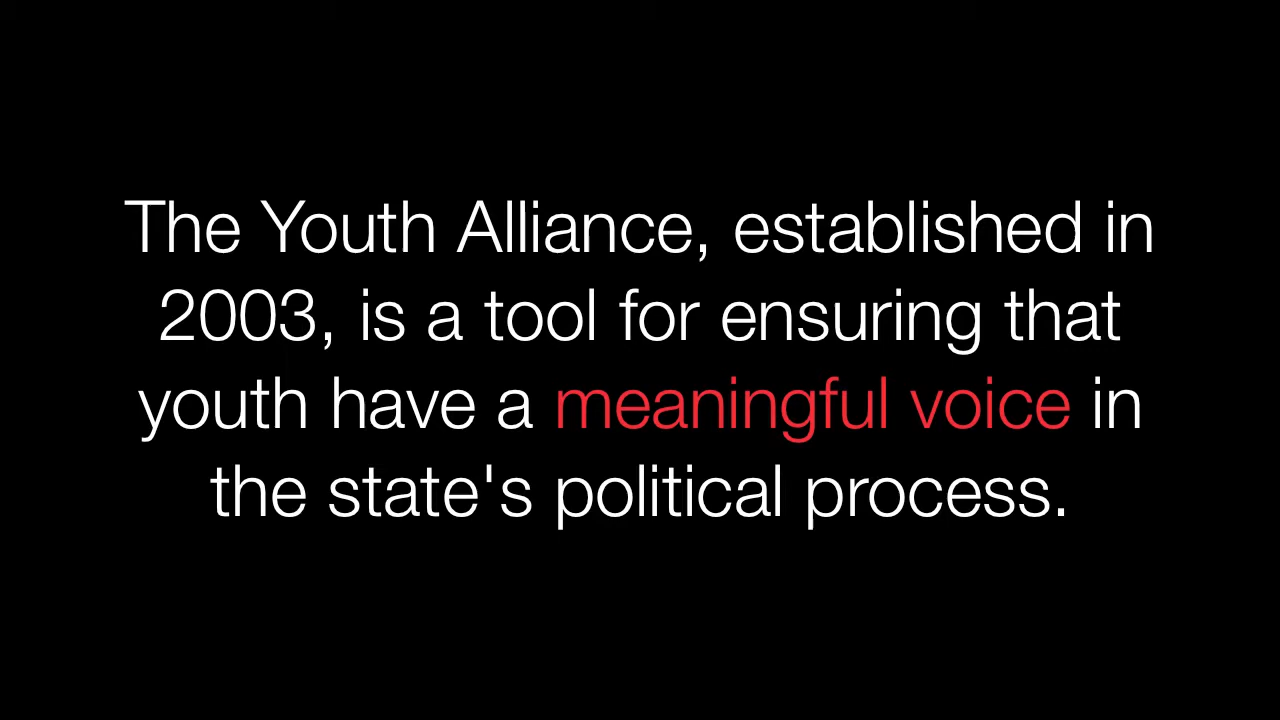 The Youth Alliance, established in
2003, is a tool for ensuring that
youth have a meaningful voice in
the state's political process.